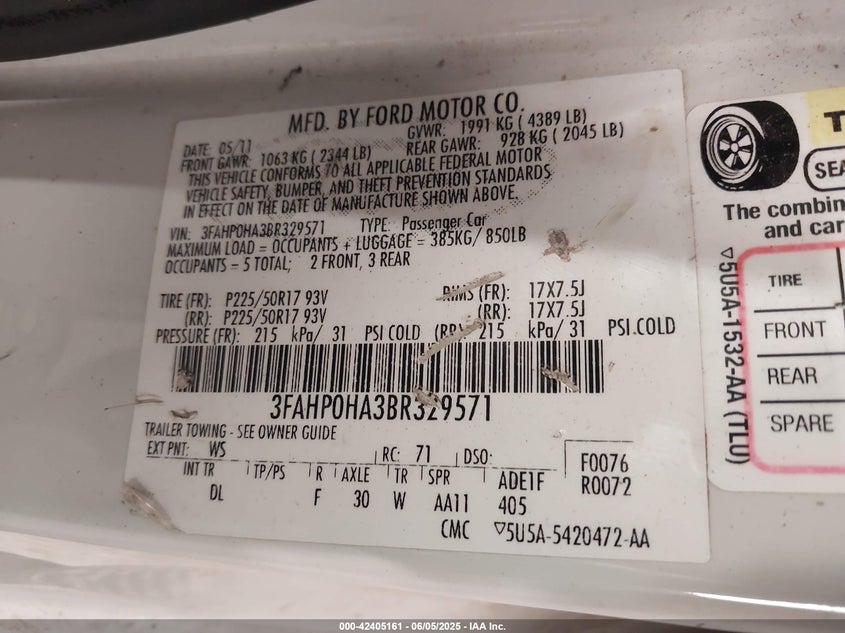 MFD. BY FORD MOTOR CO.
DATE: 05/11 GVWR: 1991 KG ( 4389 LB)
FRONT GAWR: 1063 KG ( 2344 LB) REAR GAWR: 928 KG ( 2045 LB)
THIS VEHICLE CONFORMS TO ALL APPLICABLE FEDERAL MOTOR
VEHICLE SAFETY, BUMPER, AND THEFT PREVENTION STANDARDS
IN EFFECT ON THE DATE OF MANUFACTURE SHOWN ABOVE.
VIN: 3FAHP0HA3BR329571 TYPE: Passenger Car
MAXIMUM LOAD = OCCUPANTS + LUGGAGE = 385KG/ 850LB
OCCUPANTS = 5 TOTAL; 2 FRONT, 3 REAR
TIRE (FR): P225/50R17 93V RIMS (FR): 17X7.5J
(RR): P225/50R17 93V (RR): 17X7.5J
PRESSURE (FR): 215 kPa/ 31 PSI COLD (RR): 215 kPa/ 31 PSI COLD
3FAHP0HA3BR329571
TRAILER TOWING - SEE OWNER GUIDE
EXT PNT: WS RC: 71 DSO: F0076
INT TR TP/PS R AXLE TR SPR ADE1F R0072
DL F 30 W AA11 405
CMC ▽5U5A-5420472-AA
The combin
and car
▽5U5A-1532-AA (TLU)
TIRE
FRONT
REAR
SPARE
000-42405161 - 06/05/2025 - IAA Inc.